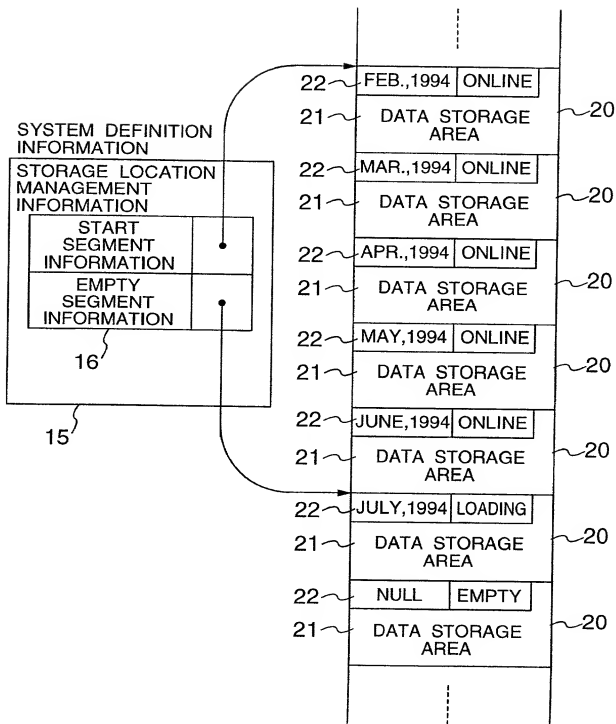 SYSTEM DEFINITION
INFORMATION
STORAGE LOCATION
MANAGEMENT
INFORMATION
START
SEGMENT
INFORMATION
EMPTY
SEGMENT
INFORMATION
16
15
22 FEB.,1994 ONLINE
21 DATA STORAGE 20
AREA
22 MAR.,1994 ONLINE
21 DATA STORAGE 20
AREA
22 APR.,1994 ONLINE
21 DATA STORAGE 20
AREA
22 MAY,1994 ONLINE
21 DATA STORAGE 20
AREA
22 JUNE,1994 ONLINE
21 DATA STORAGE 20
AREA
22 JULY,1994 LOADING
21 DATA STORAGE 20
AREA
22 NULL EMPTY
21 DATA STORAGE 20
AREA